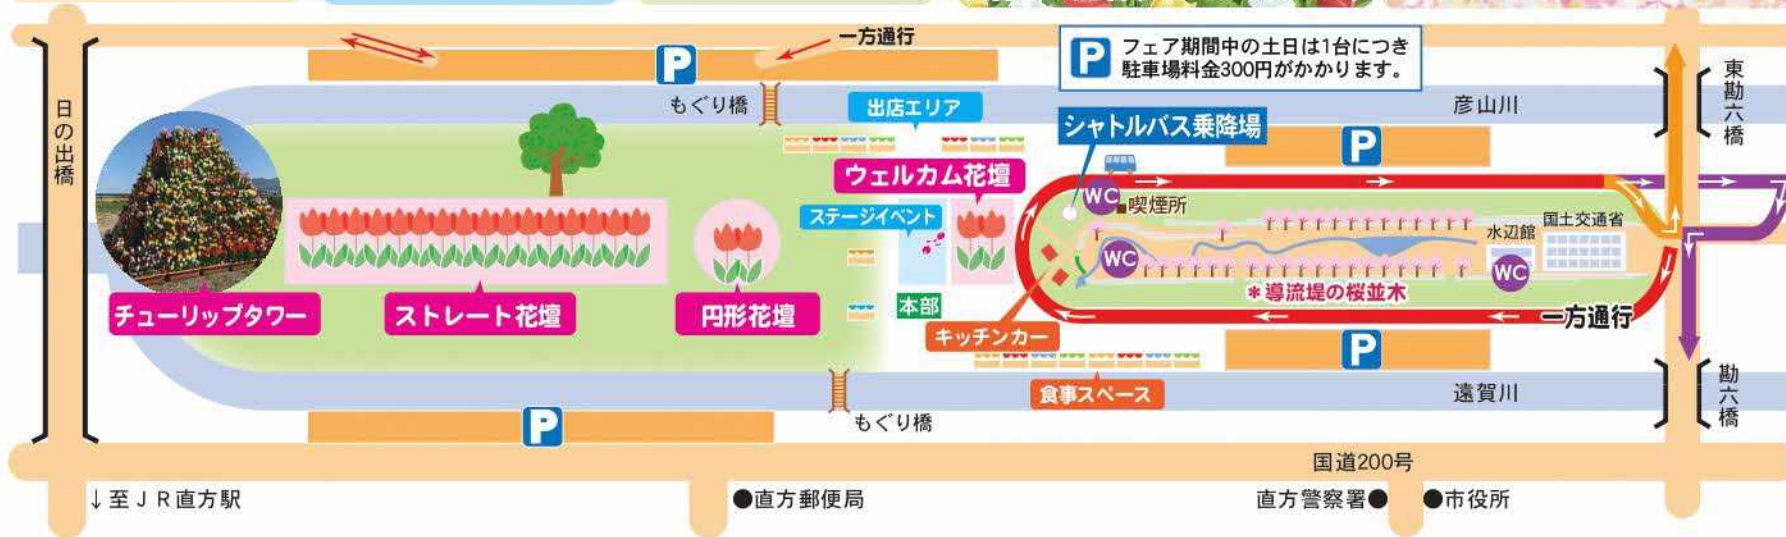 一方通行
P
P フェア期間中の土日は1台につき
駐車場料金300円がかかります。
日の出橋
もぐり橋
出店エリア
彦山川
東勘六橋
シャトルバス乗降場
P
ウェルカム花壇
WC
喫煙所
ステージイベント
国土交通省
水辺館
WC
WC
*導流堤の桜並木
チューリップタワー
ストレート花壇
円形花壇
本部
キッチンカー
一方通行
P
食事スペース
遠賀川
勘六橋
もぐり橋
P
国道200号
↓至JR直方駅
●直方郵便局
直方警察署●
●市役所